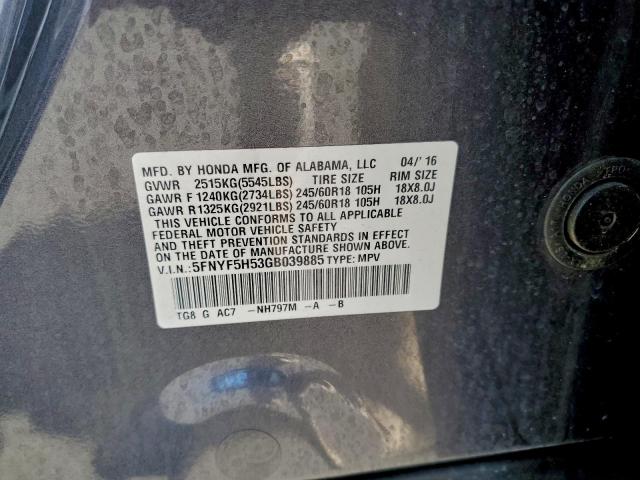 MFD. BY HONDA MFG. OF ALABAMA, LLC 04/'16
GVWR 2515KG(5545LBS) TIRE SIZE RIM SIZE
GAWR F 1240KG(2734LBS) 245/60R18 105H 18X8.0J
GAWR R 1325KG(2921LBS) 245/60R18 105H 18X8.0J
THIS VEHICLE CONFORMS TO ALL APPLICABLE
FEDERAL MOTOR VEHICLE SAFETY, BUMPER,
AND THEFT PREVENTION STANDARDS IN EFFECT
ON THE DATE OF MANUFACTURE SHOWN ABOVE.
V.I.N.: 5FNYF5H53GB039885 TYPE: MPV
TG8 G AC7 -NH797M -A -B
HONDA